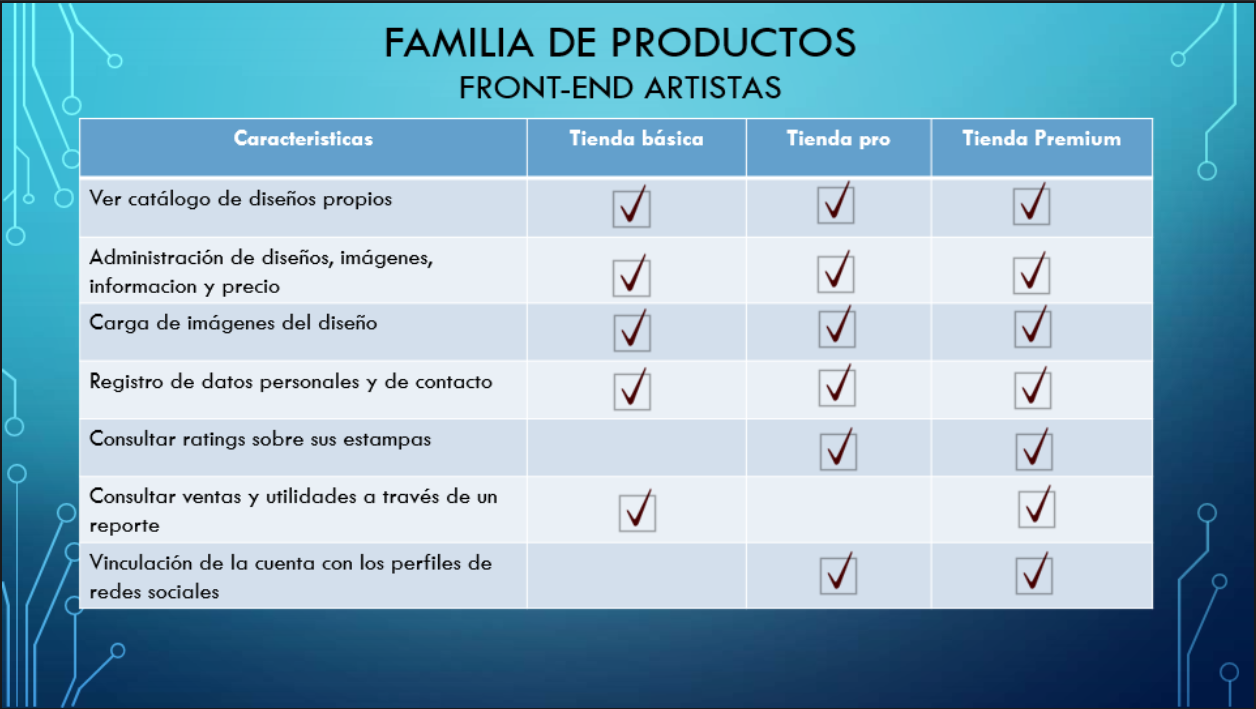 FAMILIA DE PRODUCTOS
FRONT-END ARTISTAS
Caracteristicas Tienda básica Tienda pro Tienda Premium
Ver catálogo de diseños propios
Administración de diseños, imágenes,
informacion y precio
Carga de imágenes del diseño
Registro de datos personales y de contacto
Consultar ratings sobre sus estampas
Consultar ventas y utilidades a través de un
reporte
Vinculación de la cuenta con los perfiles de
redes sociales